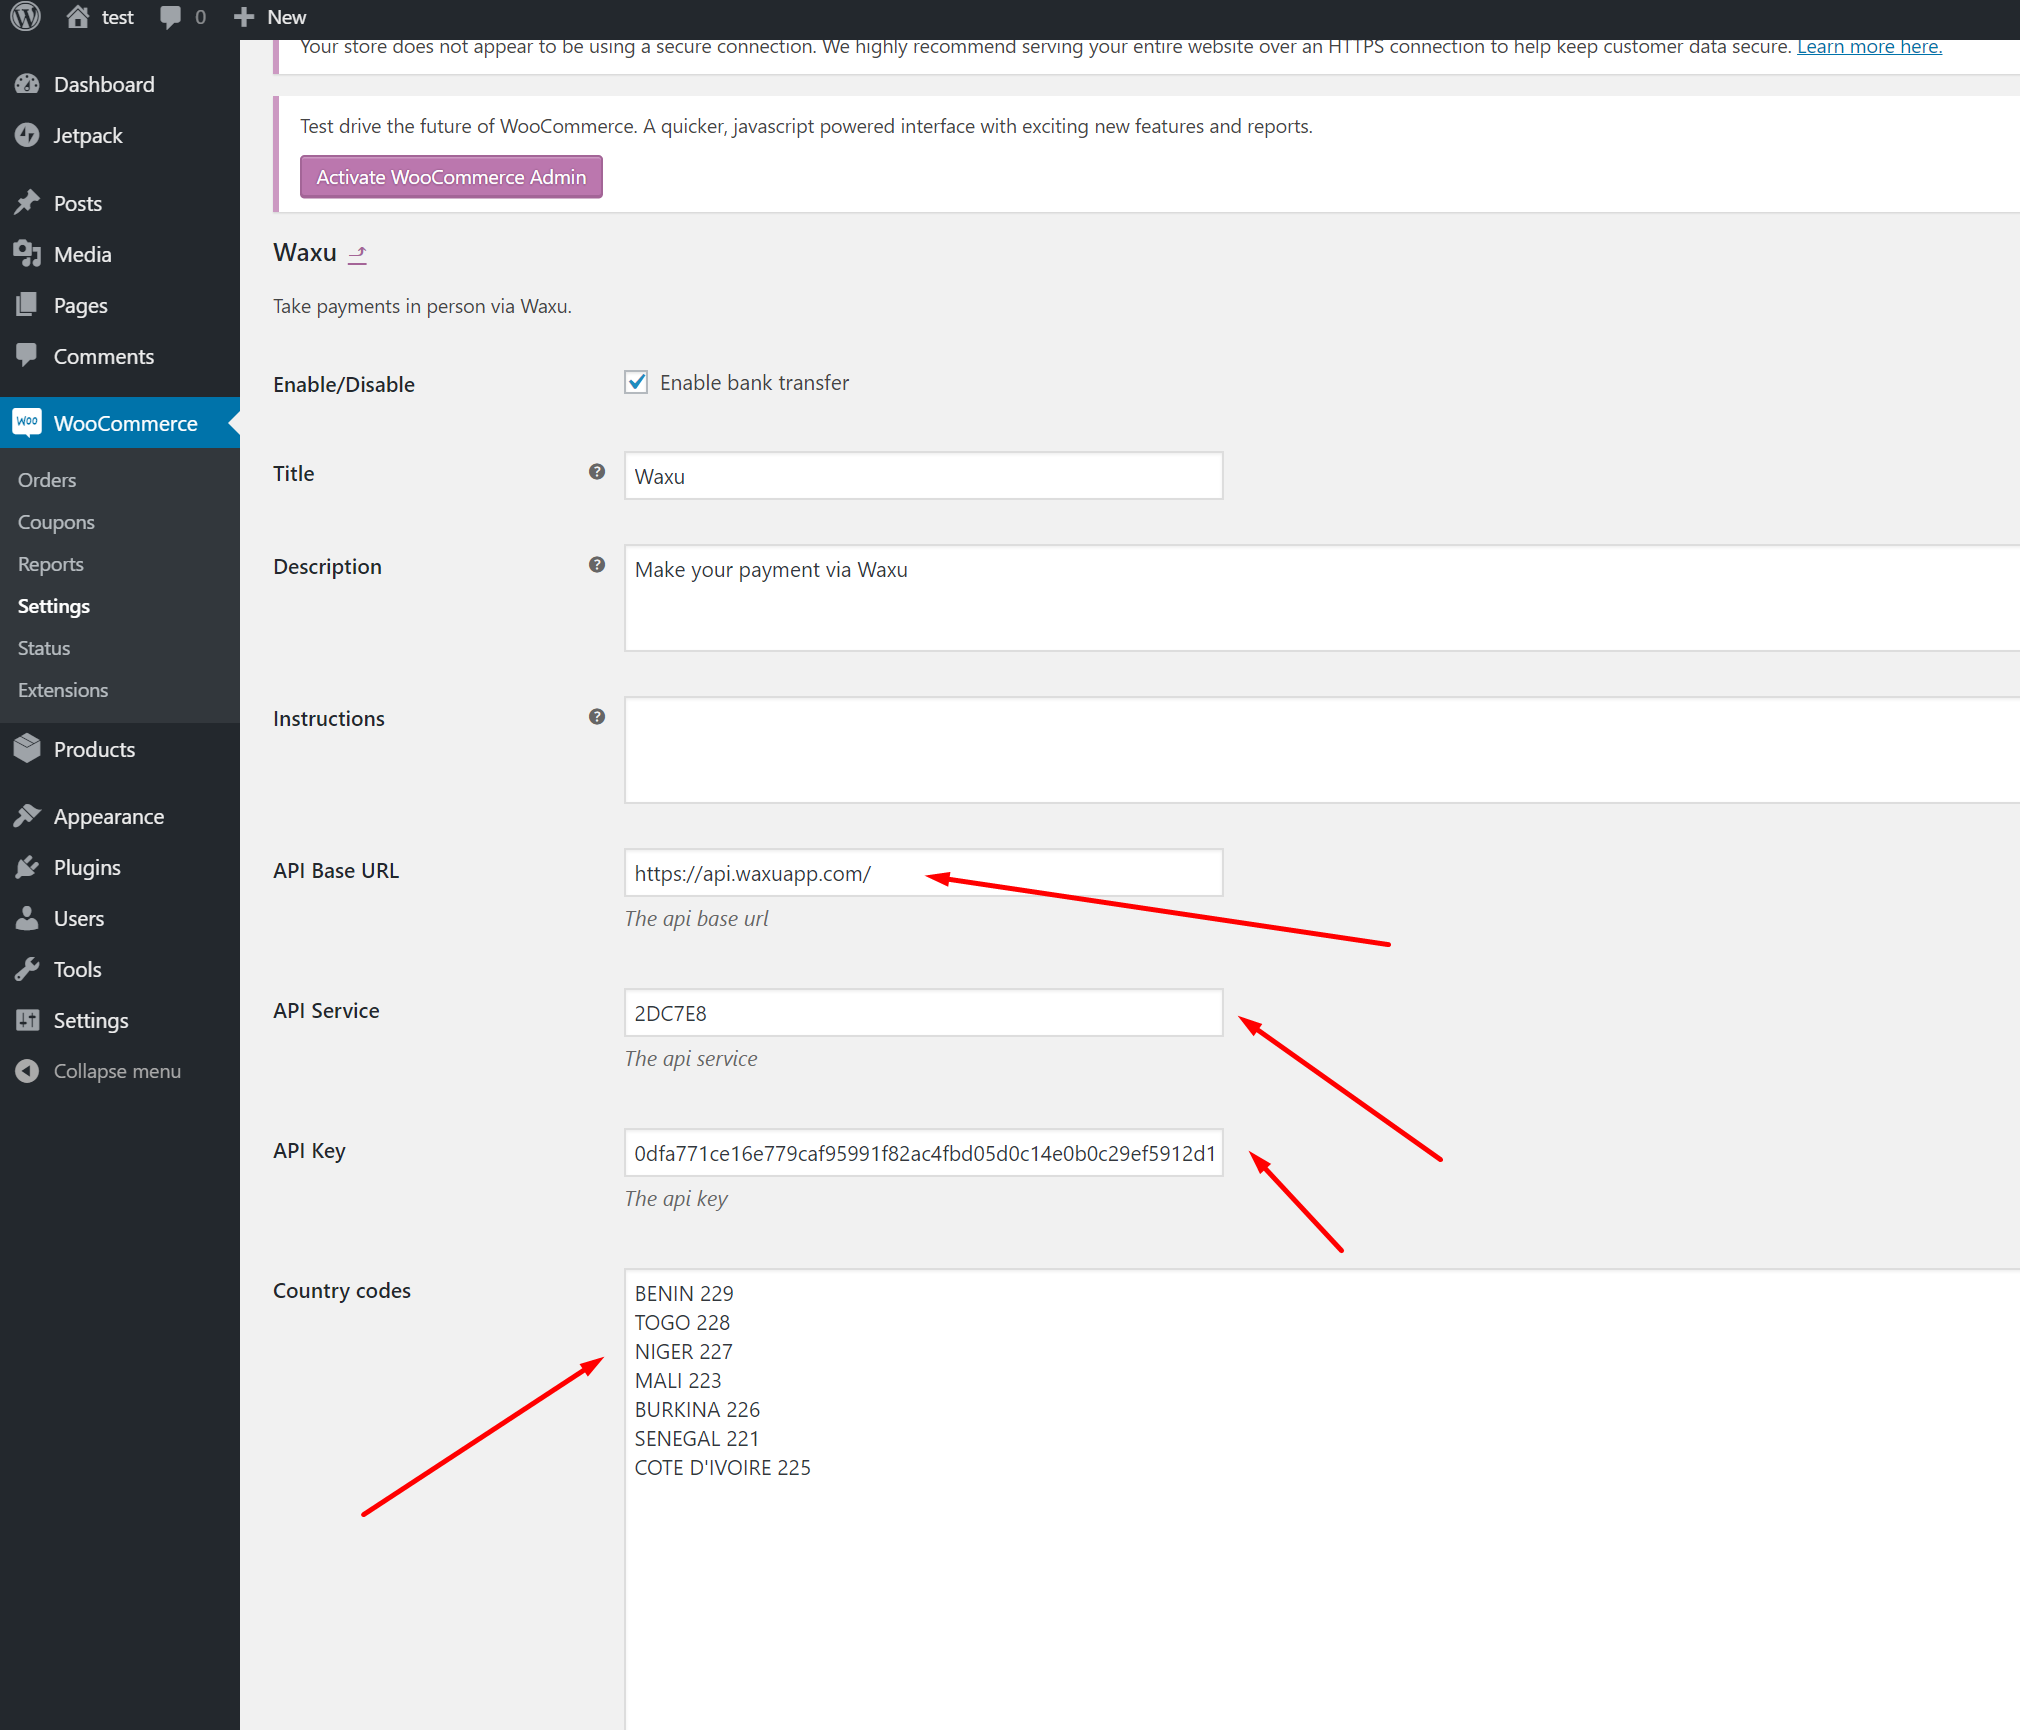 test 0 New
Your store does not appear to be using a secure connection. We highly recommend serving your entire website over an HTTPS connection to help keep customer data secure. Learn more here.
Dashboard
Jetpack
Posts
Media
Pages
Comments
WOO WooCommerce
Orders
Coupons
Reports
Settings
Status
Extensions
Products
Appearance
Plugins
Users
Tools
Settings
Collapse menu
Test drive the future of WooCommerce. A quicker, javascript powered interface with exciting new features and reports.
Activate WooCommerce Admin
Waxu
Take payments in person via Waxu.
Enable/Disable
Enable bank transfer
Title
Waxu
Description
Make your payment via Waxu
Instructions
API Base URL
https://api.waxuapp.com/
The api base url
API Service
2DC7E8
The api service
API Key
0dfa771ce16e779caf95991f82ac4fbd05d0c14e0b0c29ef5912d1
The api key
Country codes
BENIN 229
TOGO 228
NIGER 227
MALI 223
BURKINA 226
SENEGAL 221
COTE D'IVOIRE 225